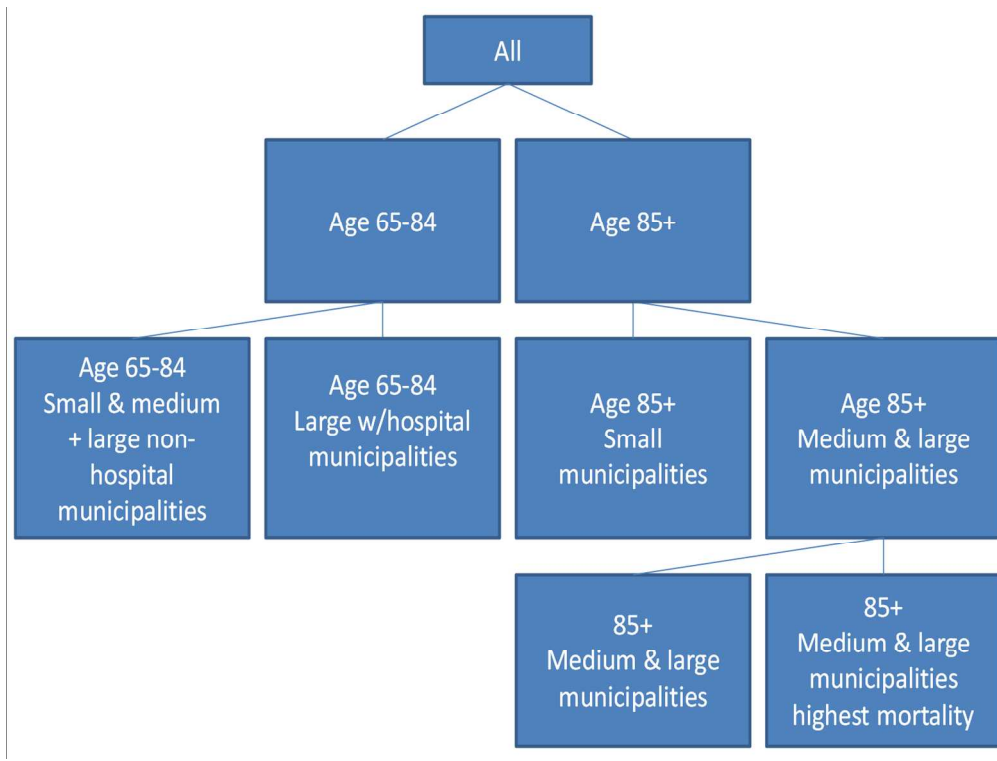 All
Age 65-84
Age 85+
Age 65-84
Small & medium
+ large non-
hospital
municipalities
Age 65-84
Large w/hospital
municipalities
Age 85+
Small
municipalities
Age 85+
Medium & large
municipalities
85+
Medium & large
municipalities
85+
Medium & large
municipalities
highest mortality